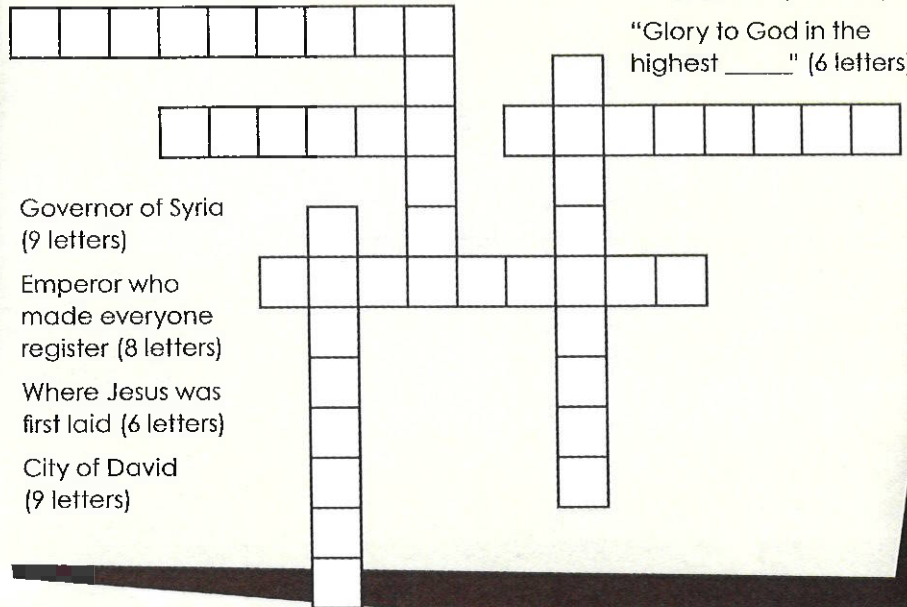 “Glory to God in the
highest _____" (6 letters)
Governor of Syria
(9 letters)
Emperor who
made everyone
register (8 letters)
Where Jesus was
first laid (6 letters)
City of David
(9 letters)